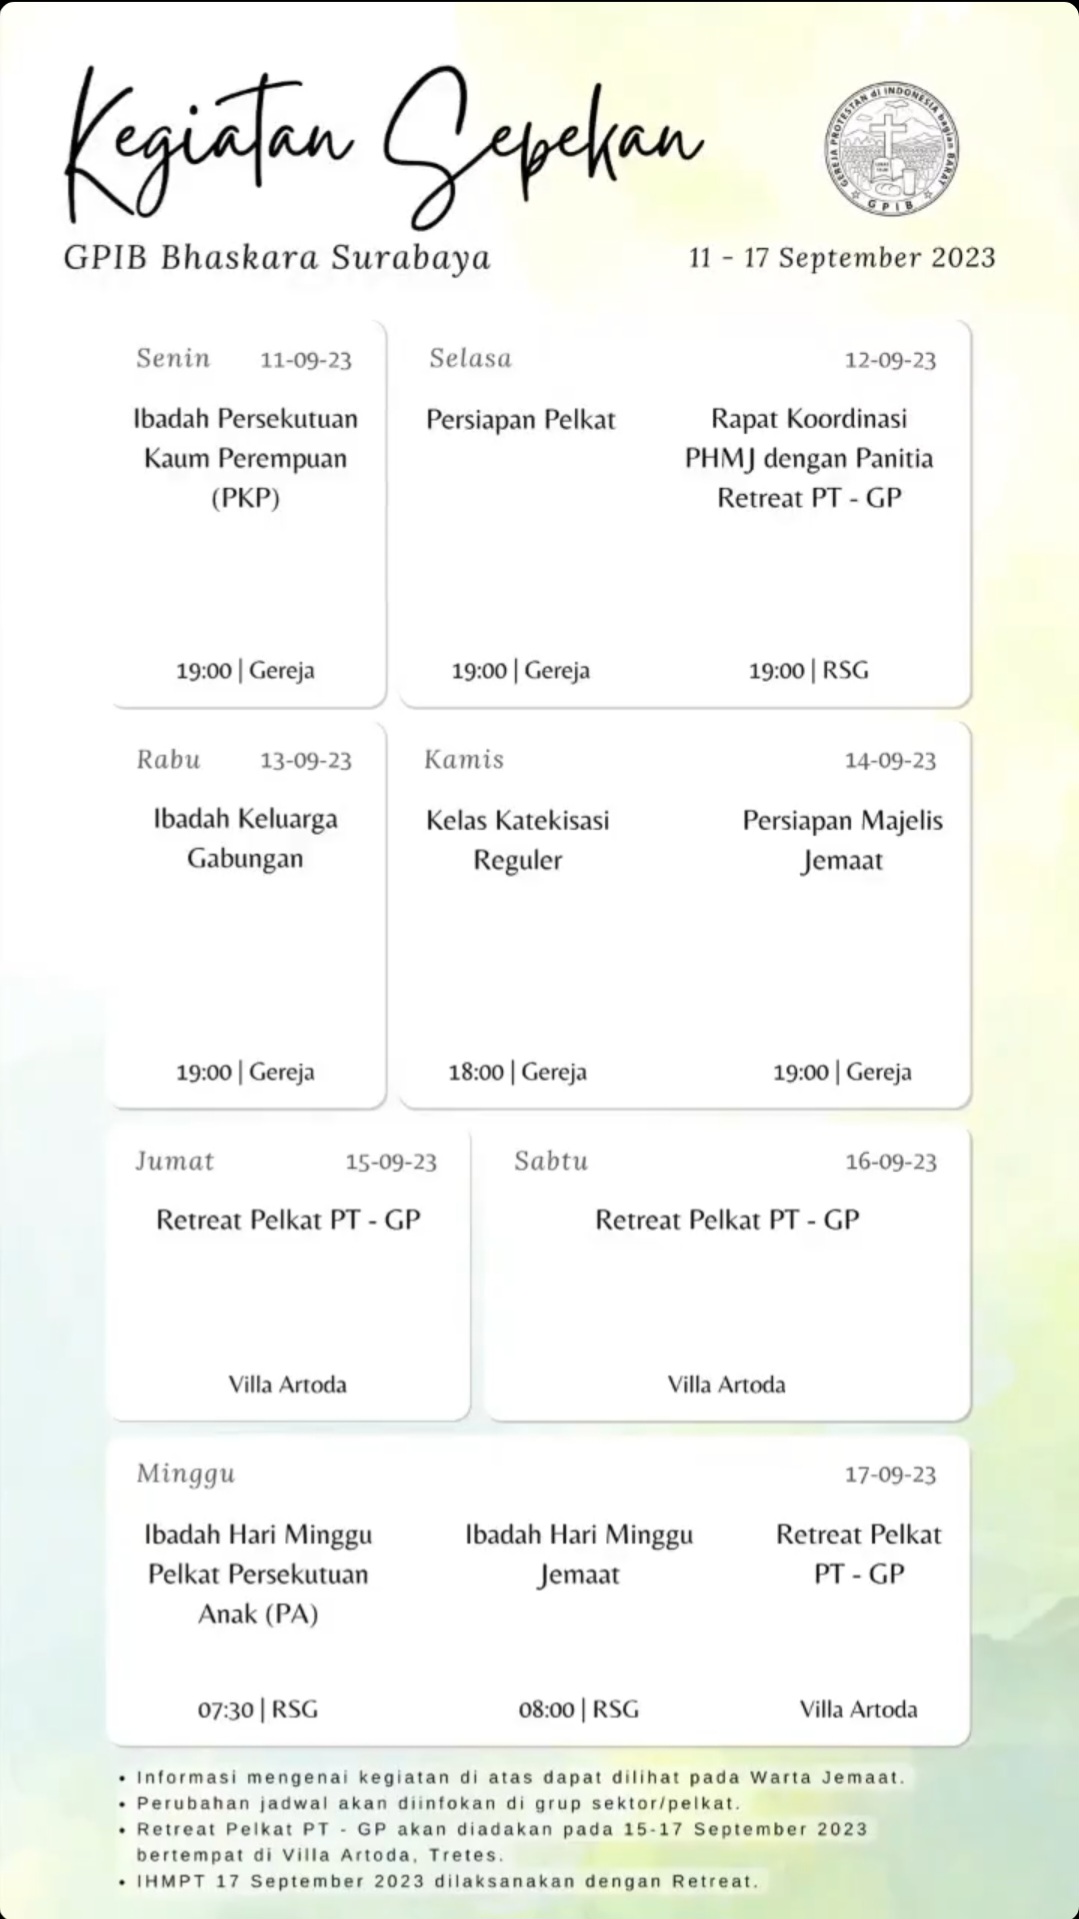 Kegiatan Sepekan
GEREJA PROTESTAN di INDONESIA bagian BARAT
GPIB
GPIB Bhaskara Surabaya
11 - 17 September 2023
Senin 11-09-23
Ibadah Persekutuan
Kaum Perempuan
(PKP)
19:00 | Gereja
Selasa 12-09-23
Persiapan Pelkat
19:00 | Gereja
Rapat Koordinasi
PHMJ dengan Panitia
Retreat PT - GP
19:00 | RSG
Rabu 13-09-23
Ibadah Keluarga
Gabungan
19:00 | Gereja
Kamis 14-09-23
Kelas Katekisasi
Reguler
18:00 | Gereja
Persiapan Majelis
Jemaat
19:00 | Gereja
Jumat 15-09-23
Retreat Pelkat PT - GP
Villa Artoda
Sabtu 16-09-23
Retreat Pelkat PT - GP
Villa Artoda
Minggu 17-09-23
Ibadah Hari Minggu
Pelkat Persekutuan
Anak (PA)
07:30 | RSG
Ibadah Hari Minggu
Jemaat
08:00 | RSG
Retreat Pelkat
PT - GP
Villa Artoda
• Informasi mengenai kegiatan di atas dapat dilihat pada Warta Jemaat.
• Perubahan jadwal akan diinfokan di grup sektor/pelkat.
• Retreat Pelkat PT - GP akan diadakan pada 15-17 September 2023
bertempat di Villa Artoda, Tretes.
• IHMPT 17 September 2023 dilaksanakan dengan Retreat.